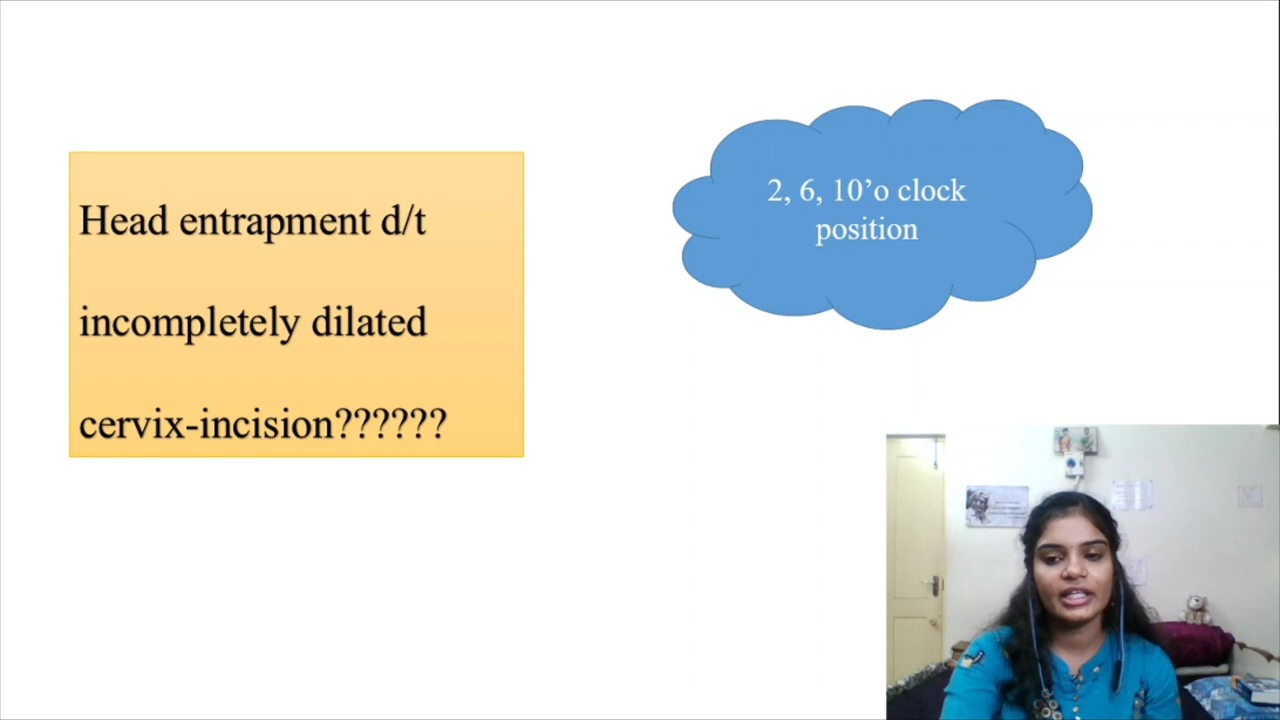 Head entrapment d/t
incompletely dilated
cervix-incision??????
2, 6, 10’o clock
position